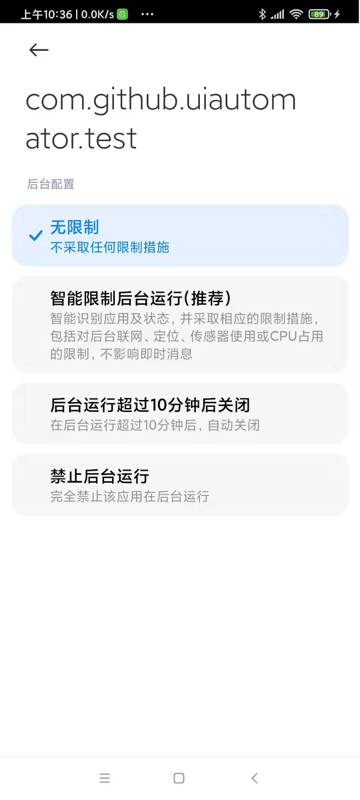 上午10:36 | 0.0K/s
89
com.github.uiautom
ator.test
后台配置
无限制
不采取任何限制措施
智能限制后台运行(推荐)
智能识别应用及状态，并采取相应的限制措施，
包括对后台联网、定位、传感器使用或CPU占用
的限制，不影响即时消息
后台运行超过10分钟后关闭
在后台运行超过10分钟后，自动关闭
禁止后台运行
完全禁止该应用在后台运行